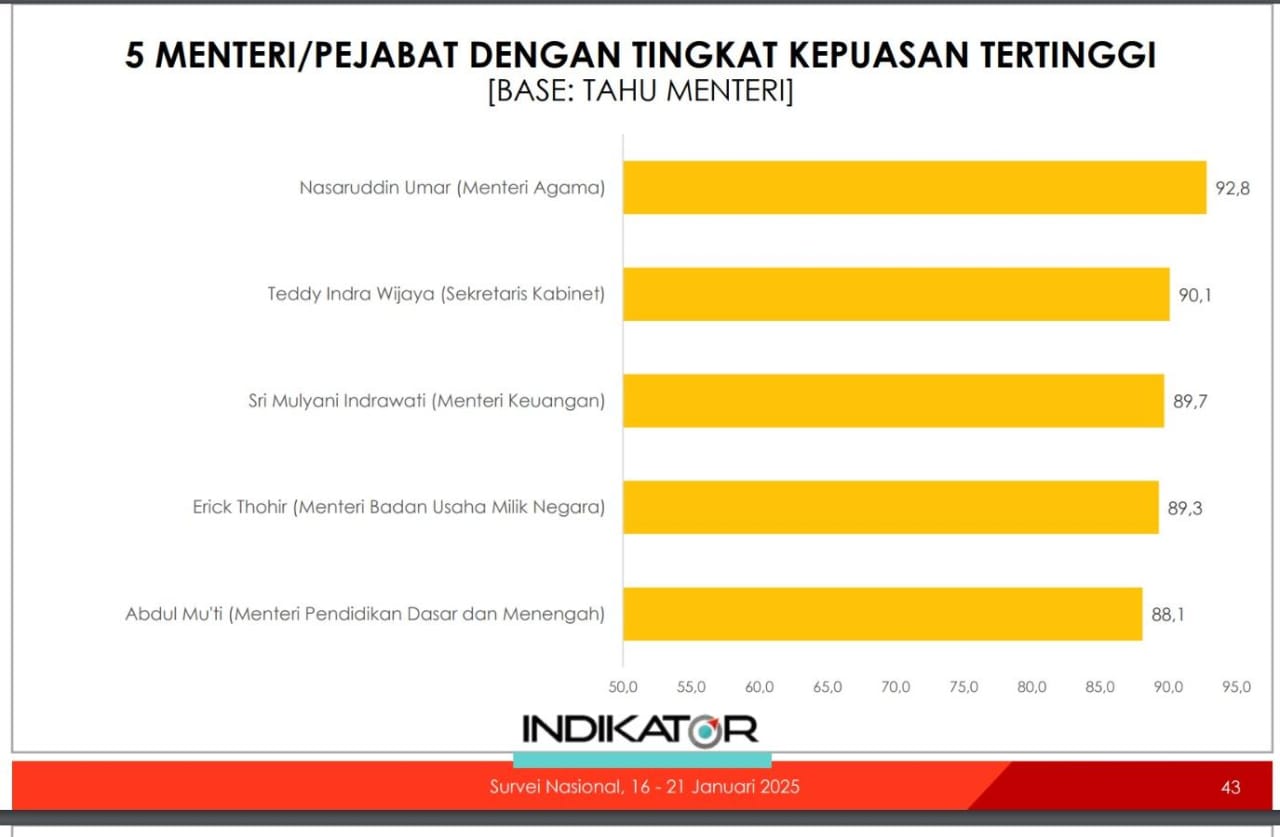 5 MENTERI/PEJABAT DENGAN TINGKAT KEPUASAN TERTINGGI
[BASE: TAHU MENTERI]
Nasaruddin Umar (Menteri Agama) 92,8
Teddy Indra Wijaya (Sekretaris Kabinet) 90,1
Sri Mulyani Indrawati (Menteri Keuangan) 89,7
Erick Thohir (Menteri Badan Usaha Milik Negara) 89,3
Abdul Mu'ti (Menteri Pendidikan Dasar dan Menengah) 88,1
50,0 55,0 60,0 65,0 70,0 75,0 80,0 85,0 90,0 95,0
INDIKATOR
Survei Nasional, 16 - 21 Januari 2025 43